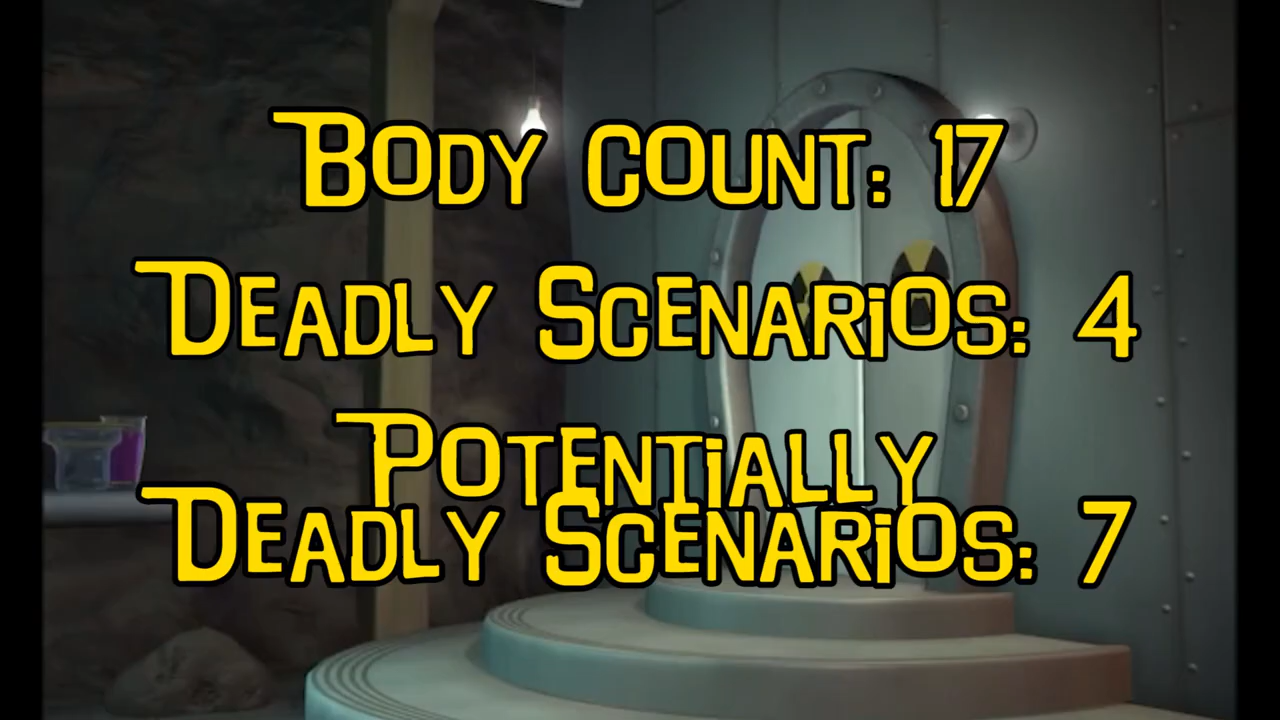 Body Count: 17
Deadly Scenarios: 4
Potentially
Deadly Scenarios: 7